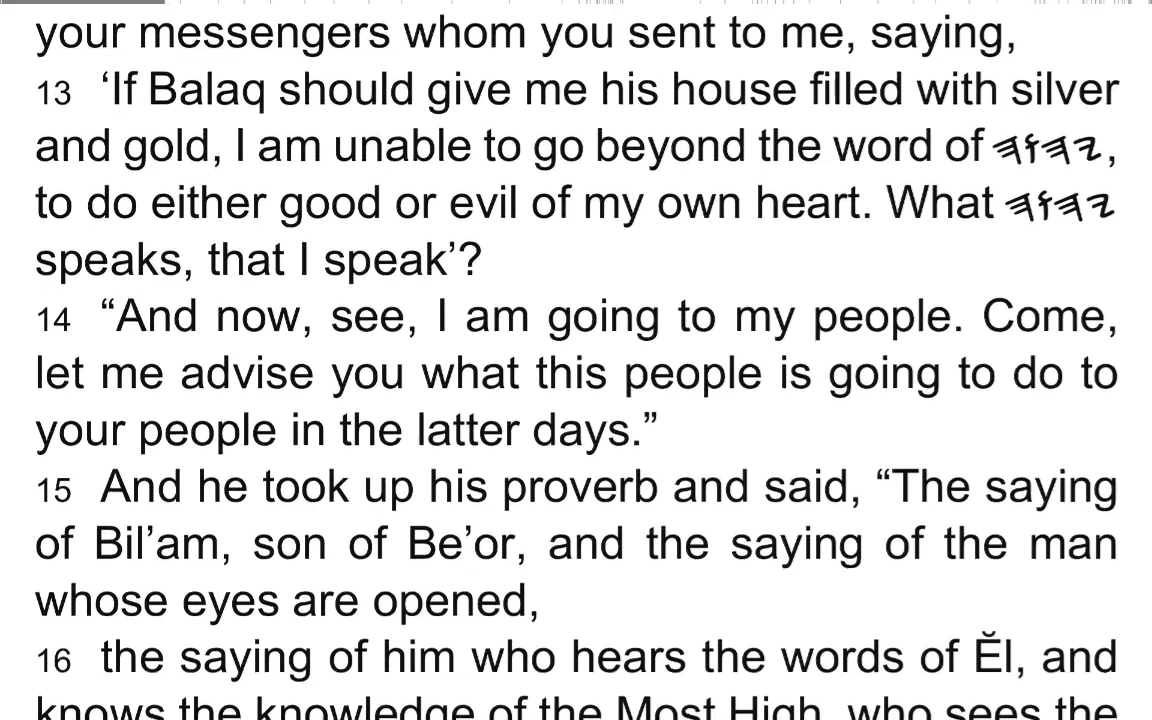 your messengers whom you sent to me, saying,
13 ‘If Balaq should give me his house filled with silver
and gold, I am unable to go beyond the word of 𐤉𐤄𐤅𐤄,
to do either good or evil of my own heart. What 𐤉𐤄𐤅𐤄
speaks, that I speak’?
14 “And now, see, I am going to my people. Come,
let me advise you what this people is going to do to
your people in the latter days.”
15 And he took up his proverb and said, “The saying
of Bil’am, son of Be’or, and the saying of the man
whose eyes are opened,
16 the saying of him who hears the words of Ĕl, and
knows the knowledge of the Most High, who sees the